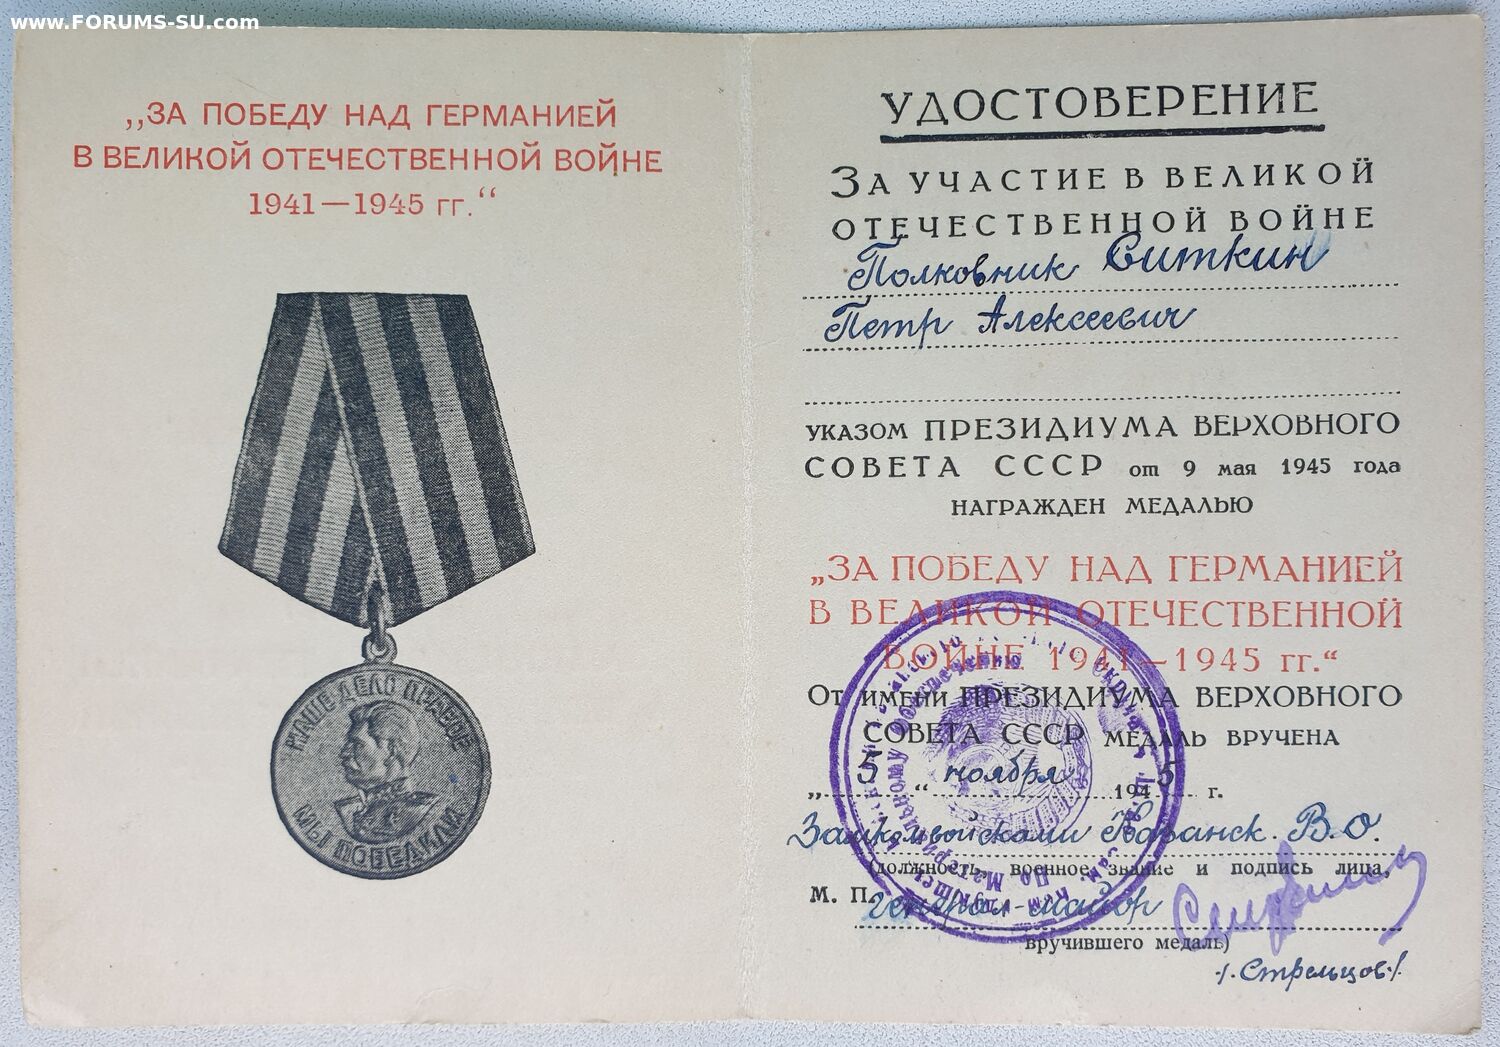 www.FORUMS-SU.com
„ЗА ПОБЕДУ НАД ГЕРМАНИЕЙ
В ВЕЛИКОЙ ОТЕЧЕСТВЕННОЙ ВОЙНЕ
1941—1945 гг.“
НАШЕ ДЕЛО ПРАВОЕ
МЫ ПОБЕДИЛИ
УДОСТОВЕРЕНИЕ
ЗА УЧАСТИЕ В ВЕЛИКОЙ
ОТЕЧЕСТВЕННОЙ ВОЙНЕ
Полковник Ситкин
Петр Алексеевич
УКАЗОМ ПРЕЗИДИУМА ВЕРХОВНОГО
СОВЕТА СССР от 9 мая 1945 года
НАГРАЖДЕН МЕДАЛЬЮ
„ЗА ПОБЕДУ НАД ГЕРМАНИЕЙ
В ВЕЛИКОЙ ОТЕЧЕСТВЕННОЙ
ВОЙНЕ 1941—1945 гг.“
ОТ ИМЕНИ ПРЕЗИДИУМА ВЕРХОВНОГО
СОВЕТА СССР МЕДАЛЬ ВРУЧЕНА
„5“ ноября 1945 г.
Замкомвойсками Казанск. В.О.
(должность, военное звание и подпись лица,
М. П. генерал-майор
вручившего медаль)
/.Стрельцов./